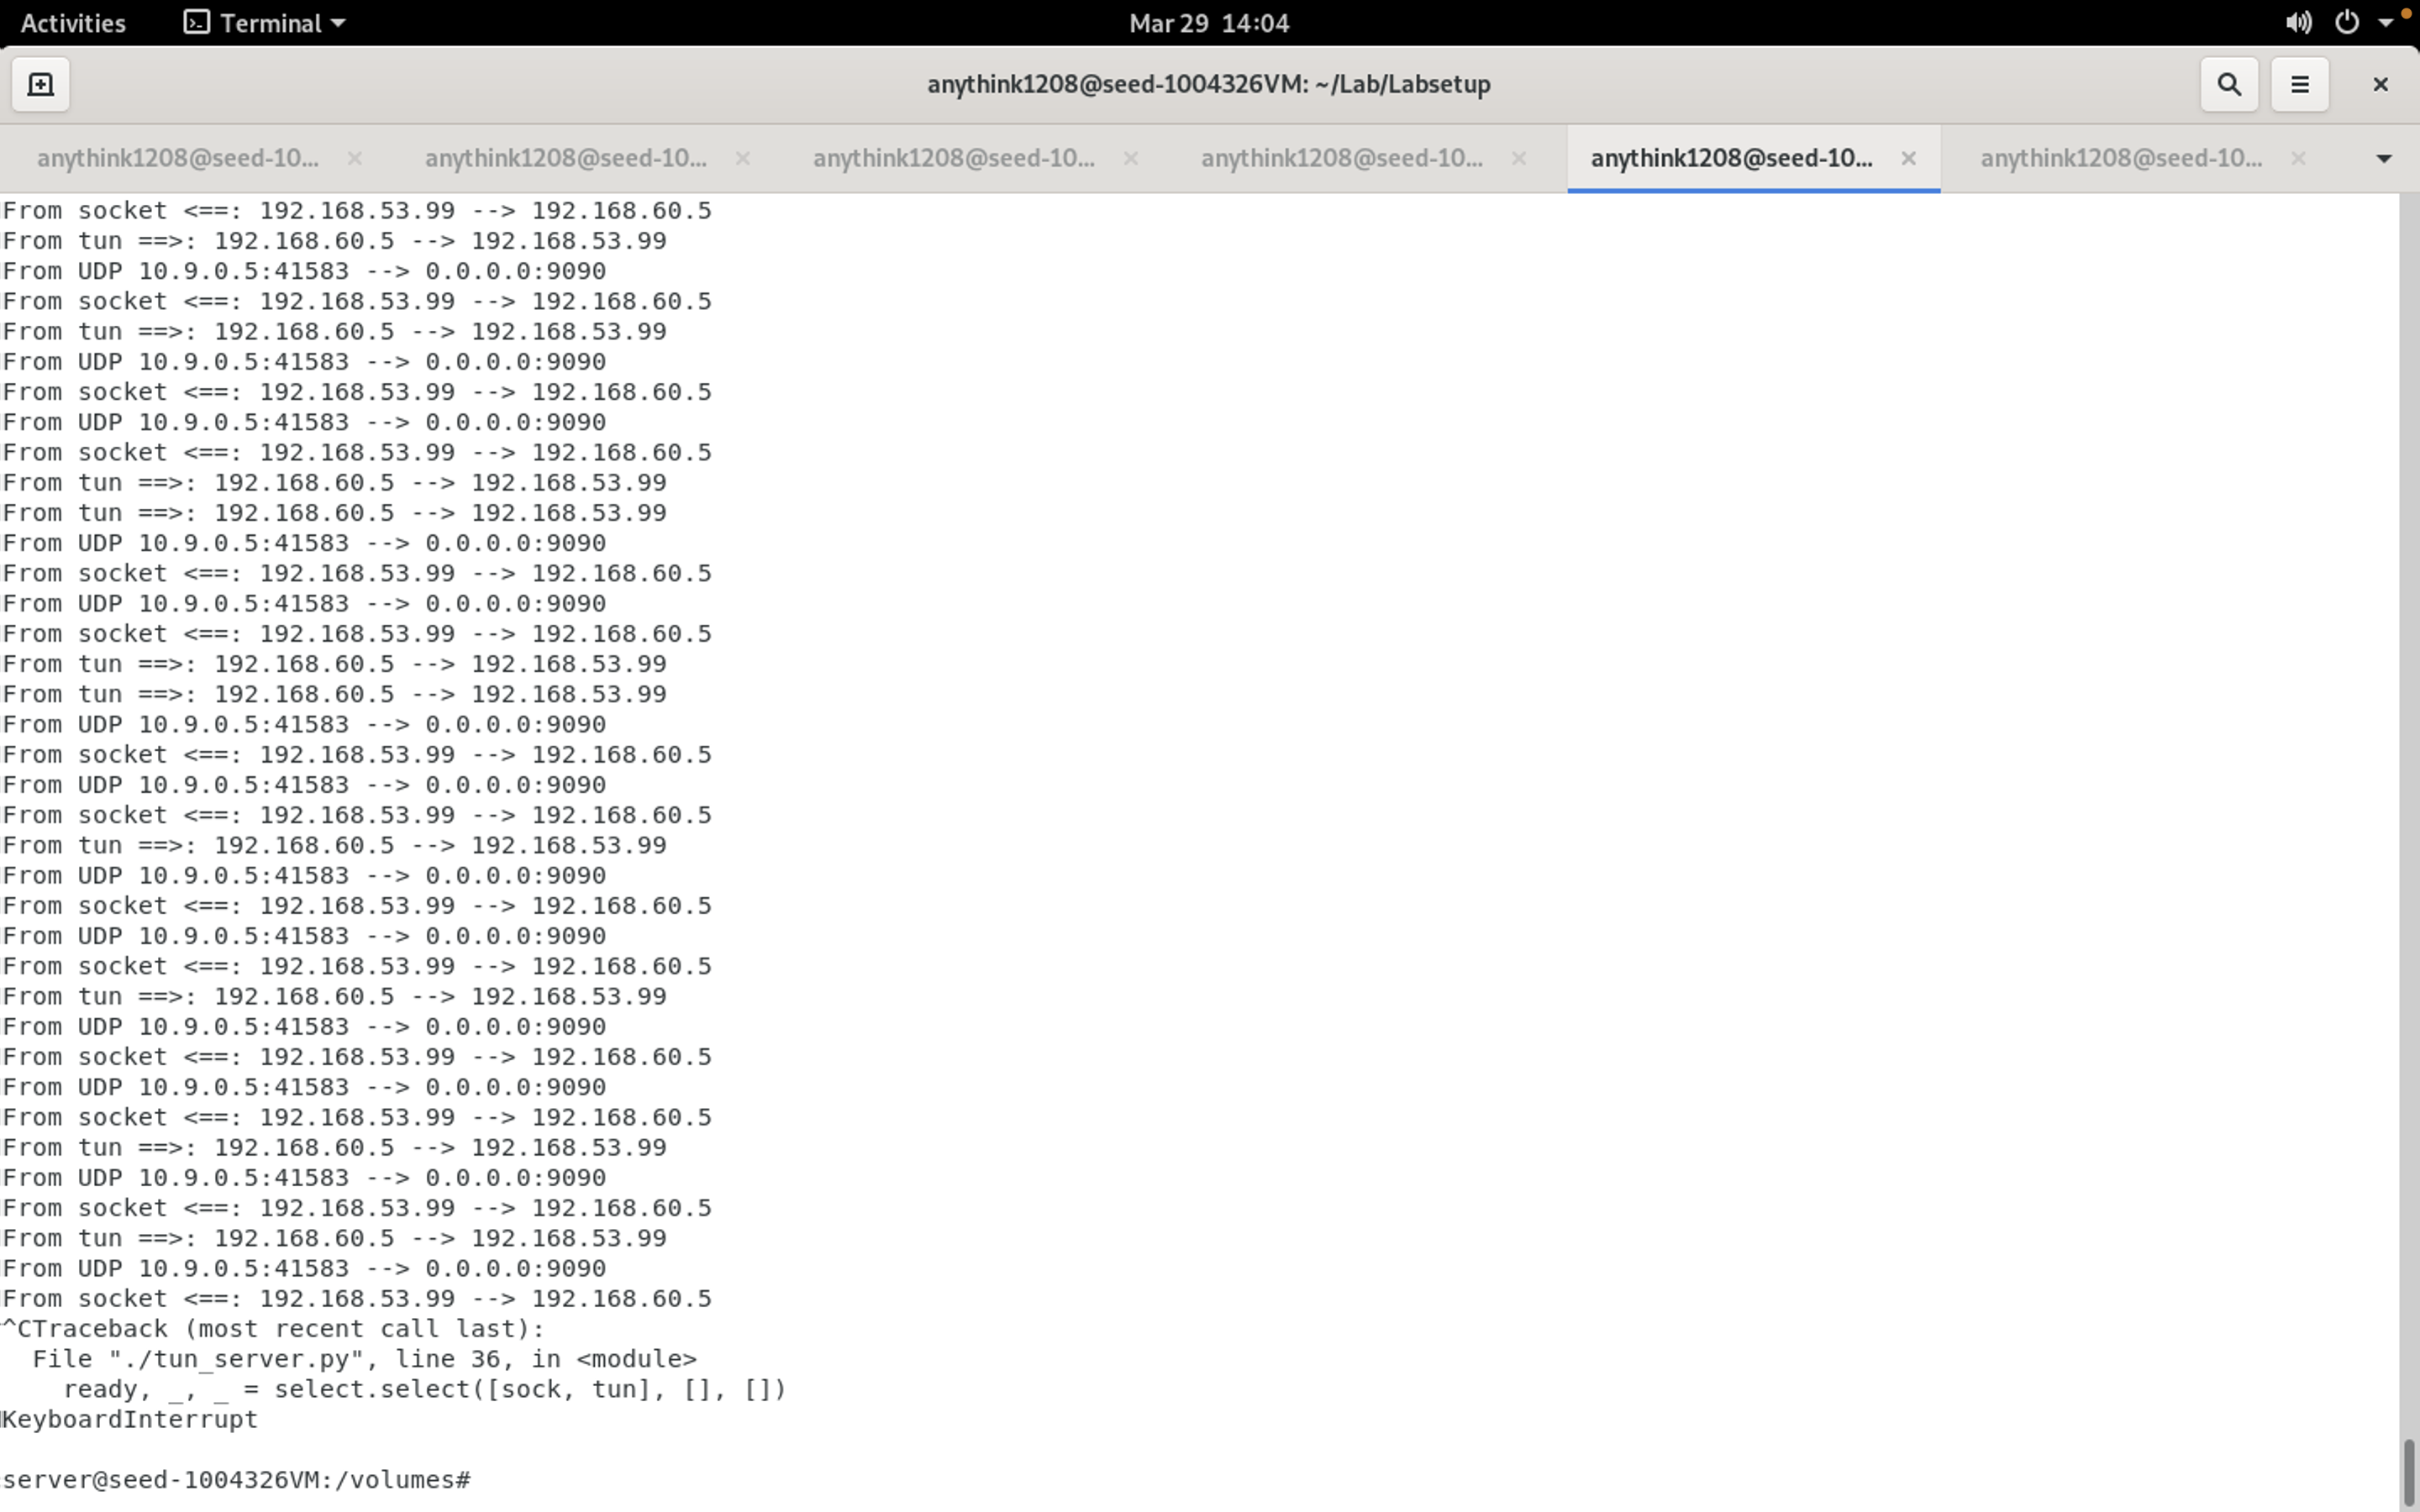 Activities Terminal Mar 29 14:04
anythink1208@seed-1004326VM: ~/Lab/Labsetup
anythink1208@seed-10... anythink1208@seed-10... anythink1208@seed-10... anythink1208@seed-10... anythink1208@seed-10... anythink1208@seed-10...
From socket <==: 192.168.53.99 --> 192.168.60.5
From tun ==>: 192.168.60.5 --> 192.168.53.99
From UDP 10.9.0.5:41583 --> 0.0.0.0:9090
From socket <==: 192.168.53.99 --> 192.168.60.5
From tun ==>: 192.168.60.5 --> 192.168.53.99
From UDP 10.9.0.5:41583 --> 0.0.0.0:9090
From socket <==: 192.168.53.99 --> 192.168.60.5
From UDP 10.9.0.5:41583 --> 0.0.0.0:9090
From socket <==: 192.168.53.99 --> 192.168.60.5
From tun ==>: 192.168.60.5 --> 192.168.53.99
From tun ==>: 192.168.60.5 --> 192.168.53.99
From UDP 10.9.0.5:41583 --> 0.0.0.0:9090
From socket <==: 192.168.53.99 --> 192.168.60.5
From UDP 10.9.0.5:41583 --> 0.0.0.0:9090
From socket <==: 192.168.53.99 --> 192.168.60.5
From tun ==>: 192.168.60.5 --> 192.168.53.99
From tun ==>: 192.168.60.5 --> 192.168.53.99
From UDP 10.9.0.5:41583 --> 0.0.0.0:9090
From socket <==: 192.168.53.99 --> 192.168.60.5
From UDP 10.9.0.5:41583 --> 0.0.0.0:9090
From socket <==: 192.168.53.99 --> 192.168.60.5
From tun ==>: 192.168.60.5 --> 192.168.53.99
From UDP 10.9.0.5:41583 --> 0.0.0.0:9090
From socket <==: 192.168.53.99 --> 192.168.60.5
From UDP 10.9.0.5:41583 --> 0.0.0.0:9090
From socket <==: 192.168.53.99 --> 192.168.60.5
From tun ==>: 192.168.60.5 --> 192.168.53.99
From UDP 10.9.0.5:41583 --> 0.0.0.0:9090
From socket <==: 192.168.53.99 --> 192.168.60.5
From UDP 10.9.0.5:41583 --> 0.0.0.0:9090
From socket <==: 192.168.53.99 --> 192.168.60.5
From tun ==>: 192.168.60.5 --> 192.168.53.99
From UDP 10.9.0.5:41583 --> 0.0.0.0:9090
From socket <==: 192.168.53.99 --> 192.168.60.5
From tun ==>: 192.168.60.5 --> 192.168.53.99
From UDP 10.9.0.5:41583 --> 0.0.0.0:9090
From socket <==: 192.168.53.99 --> 192.168.60.5
^CTraceback (most recent call last):
  File "./tun_server.py", line 36, in <module>
    ready, _, _ = select.select([sock, tun], [], [])
KeyboardInterrupt
server@seed-1004326VM:/volumes#